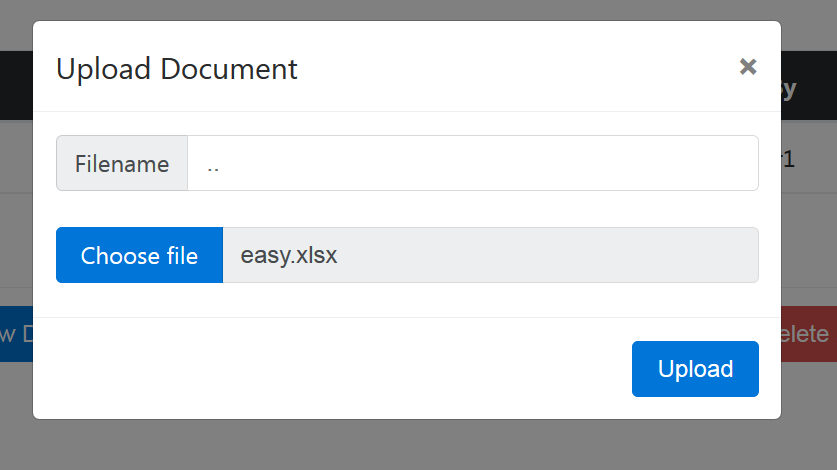 Upload Document
×
Filename ..
Choose file easy.xlsx
Upload